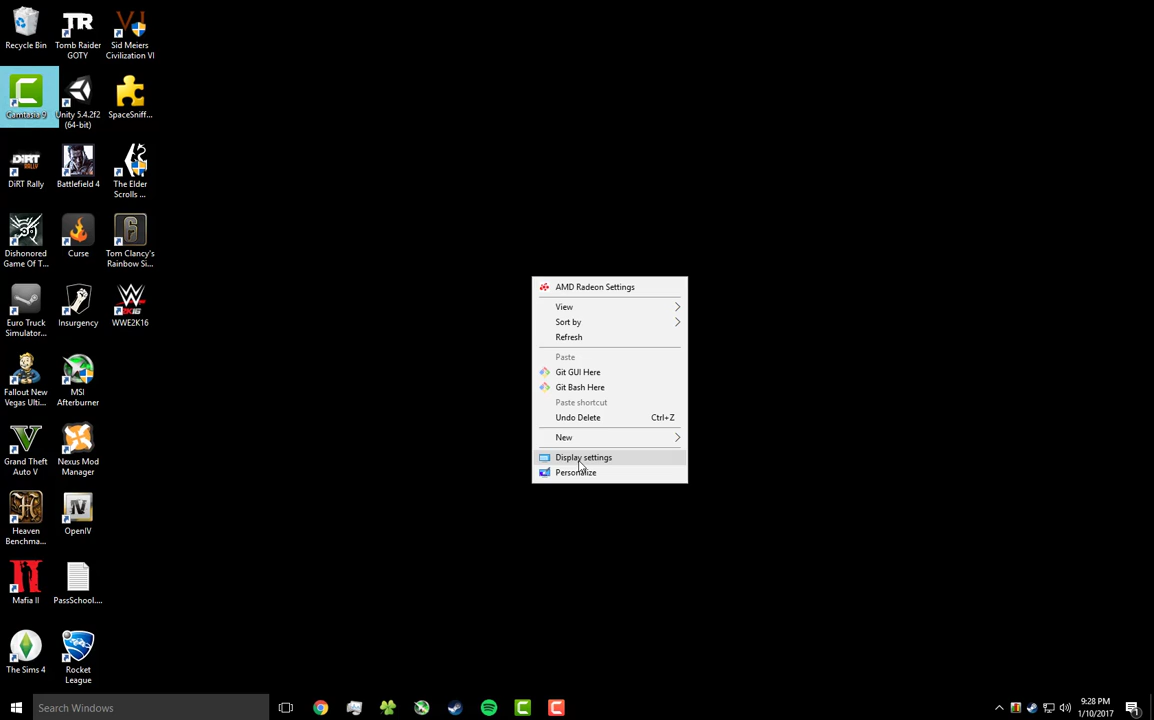 Recycle Bin
Tomb Raider
GOTY
Sid Meiers
Civilization VI
Camtasia 9
Unity 5.4.2f2
(64-bit)
SpaceSniff...
DiRT Rally
Battlefield 4
The Elder
Scrolls ...
Dishonored
Game Of T...
Curse
Tom Clancy's
Rainbow Si...
Euro Truck
Simulator...
Insurgency
WWE2K16
Fallout New
Vegas Ulti...
MSI
Afterburner
Grand Theft
Auto V
Nexus Mod
Manager
Heaven
Benchma...
OpenIV
Mafia II
PassSchool....
The Sims 4
Rocket
League
AMD Radeon Settings
View
Sort by
Refresh
Paste
Git GUI Here
Git Bash Here
Paste shortcut
Undo Delete Ctrl+Z
New
Display settings
Personalize
Search Windows
9:28 PM
1/10/2017
1